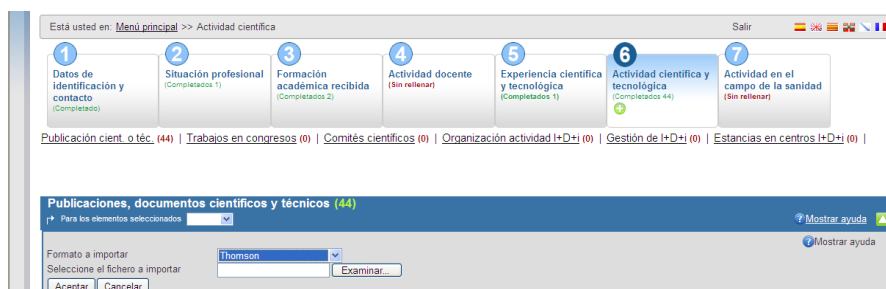 Está usted en: Menú principal >> Actividad científica
Salir
1
Datos de
identificación y
contacto
(Completado)
2
Situación profesional
(Completados 1)
3
Formación
académica recibida
(Completados 2)
4
Actividad docente
(Sin rellenar)
5
Experiencia científica
y tecnológica
(Completados 1)
6
Actividad científica y
tecnológica
(Completados 44)
7
Actividad en el
campo de la sanidad
(Sin rellenar)
Publicación cient. o téc. (44) | Trabajos en congresos (0) | Comités científicos (0) | Organización actividad I+D+i (0) | Gestión de I+D+i (0) | Estancias en centros I+D+i (0) |
Publicaciones, documentos científicos y técnicos (44)
Para los elementos seleccionados
Mostrar ayuda
Mostrar ayuda
Formato a importar Thomson
Seleccione el fichero a importar Examinar...
Aceptar Cancelar